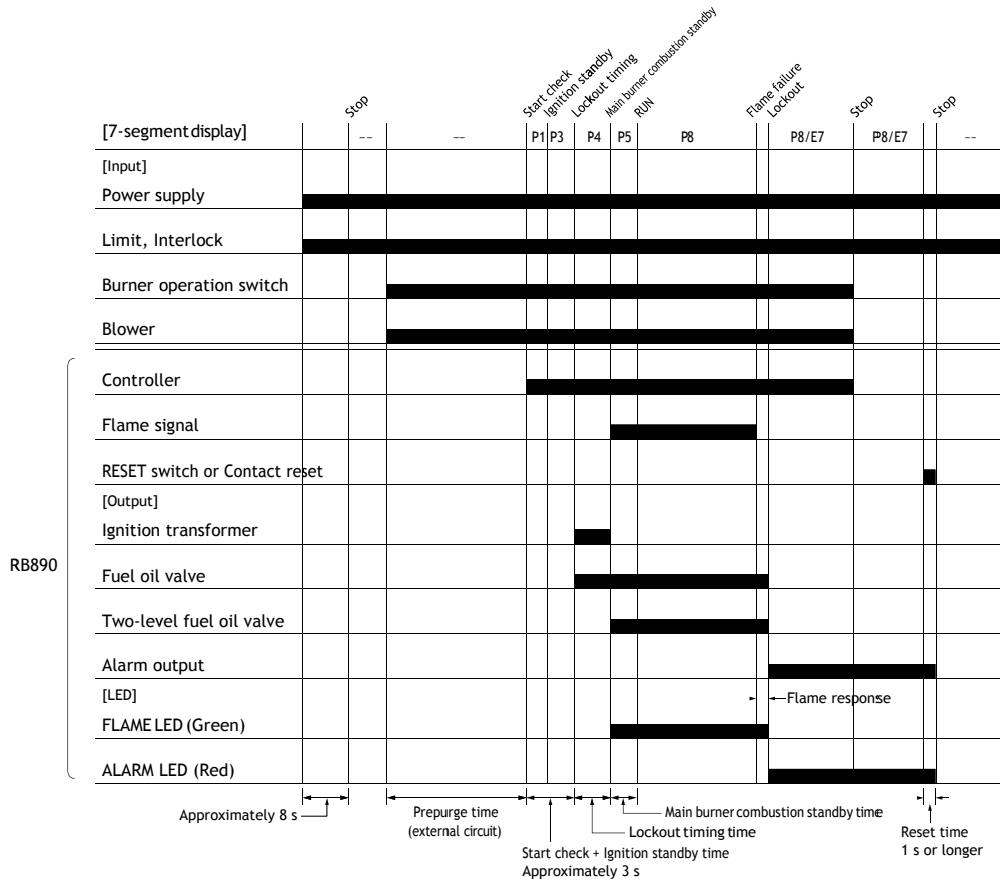 Stop
Start check
Ignition standby
Lockout timing
Main burner combustion standby
RUN
Flame failure
Lockout
Stop
Stop
[7-segment display] -- -- P1 P3 P4 P5 P8 P8/E7 P8/E7 --
[Input]
Power supply
Limit, Interlock
Burner operation switch
Blower
Controller
Flame signal
RESET switch or Contact reset
[Output]
Ignition transformer
RB890
Fuel oil valve
Two-level fuel oil valve
Alarm output
[LED]
Flame response
FLAME LED (Green)
ALARM LED (Red)
Approximately 8 s
Prepurge time
(external circuit)
Main burner combustion standby time
Lockout timing time
Start check + Ignition standby time
Approximately 3 s
Reset time
1 s or longer